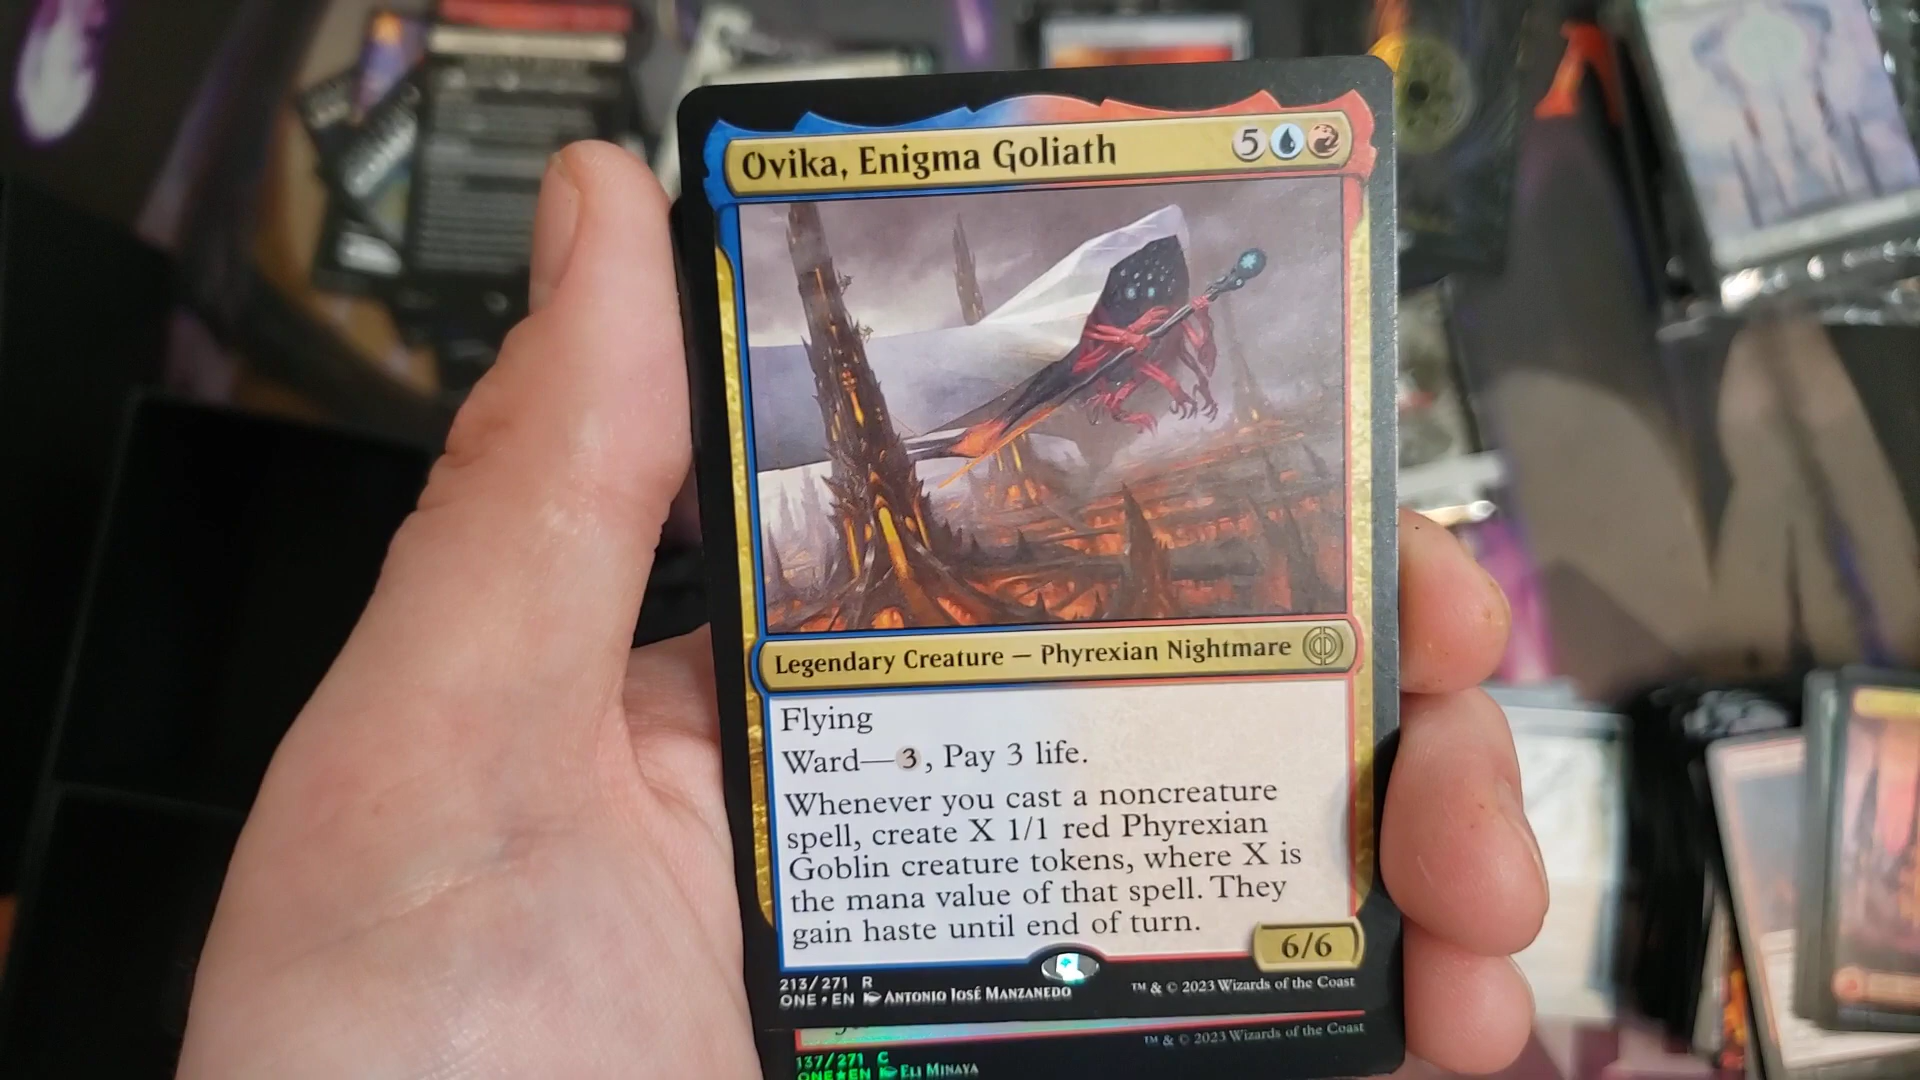 Ovika, Enigma Goliath 5
Legendary Creature — Phyrexian Nightmare
Flying
Ward—3, Pay 3 life.
Whenever you cast a noncreature
spell, create X 1/1 red Phyrexian
Goblin creature tokens, where X is
the mana value of that spell. They
gain haste until end of turn.
6/6
213/271 R
ONE • EN Antonio José Manzanedo
™ & © 2023 Wizards of the Coast
™ & © 2023 Wizards of the Coast
137/271 C
ONE★EN Eli Minaya